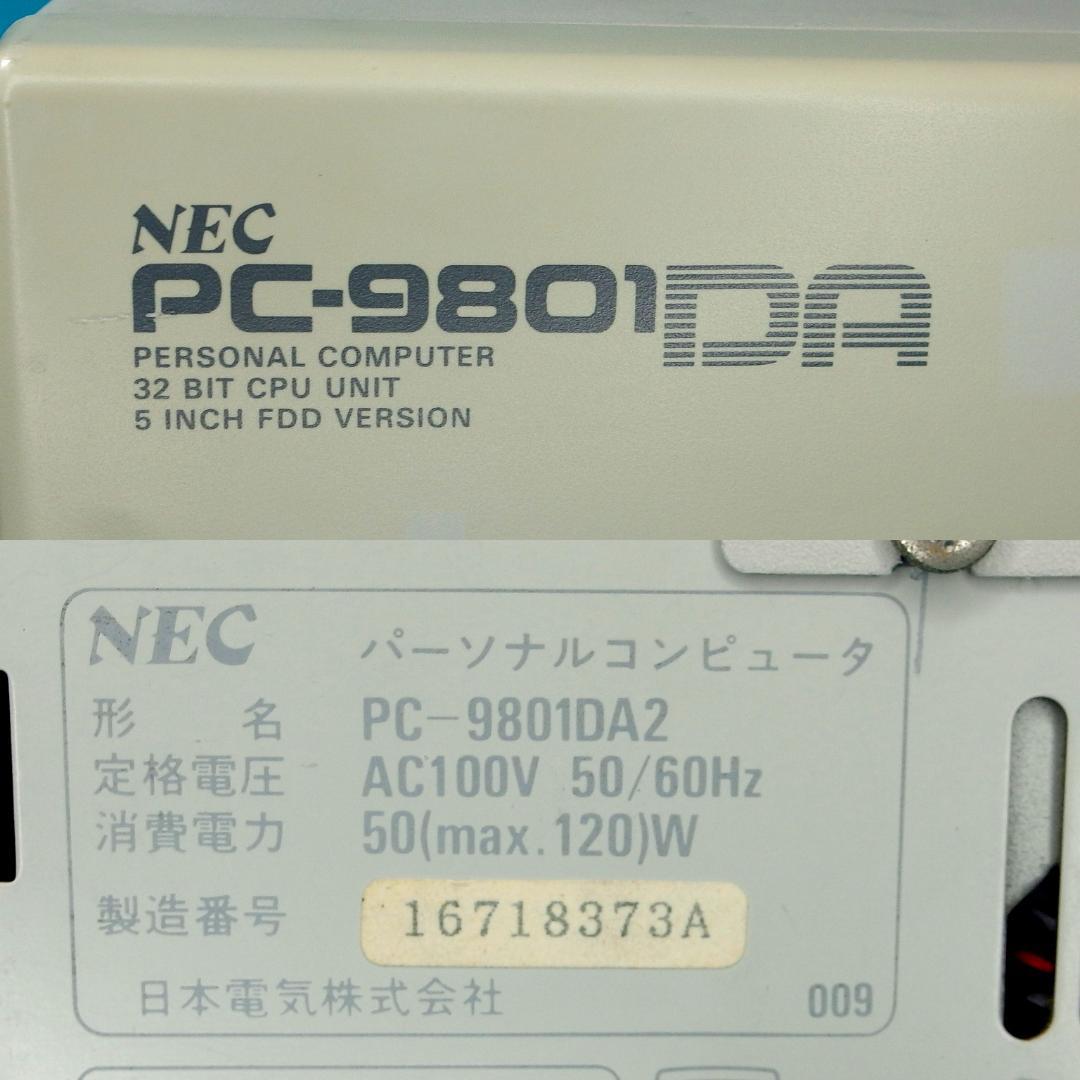 NEC
PC-9801DA
PERSONAL COMPUTER
32 BIT CPU UNIT
5 INCH FDD VERSION
NEC パーソナルコンピュータ
形 名 PC-9801DA2
定格電圧 AC100V 50/60Hz
消費電力 50(max.120)W
製造番号 16718373A
日本電気株式会社 009